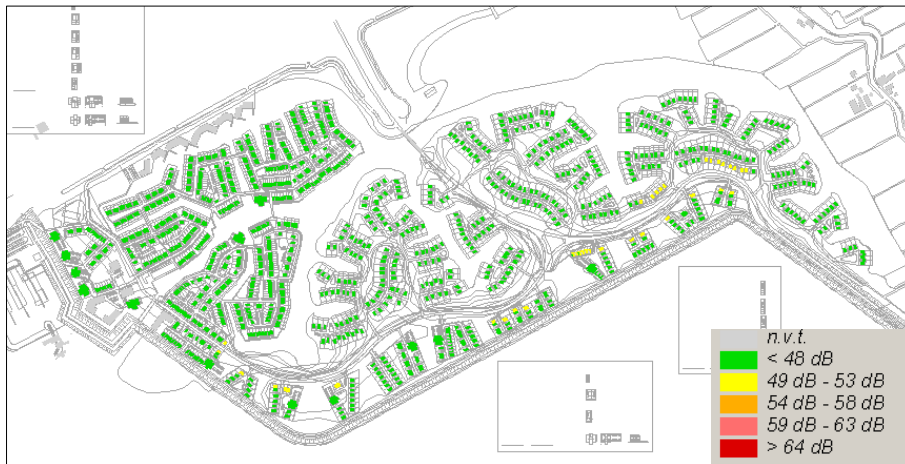 n.v.t.
< 48 dB
49 dB - 53 dB
54 dB - 58 dB
59 dB - 63 dB
> 64 dB